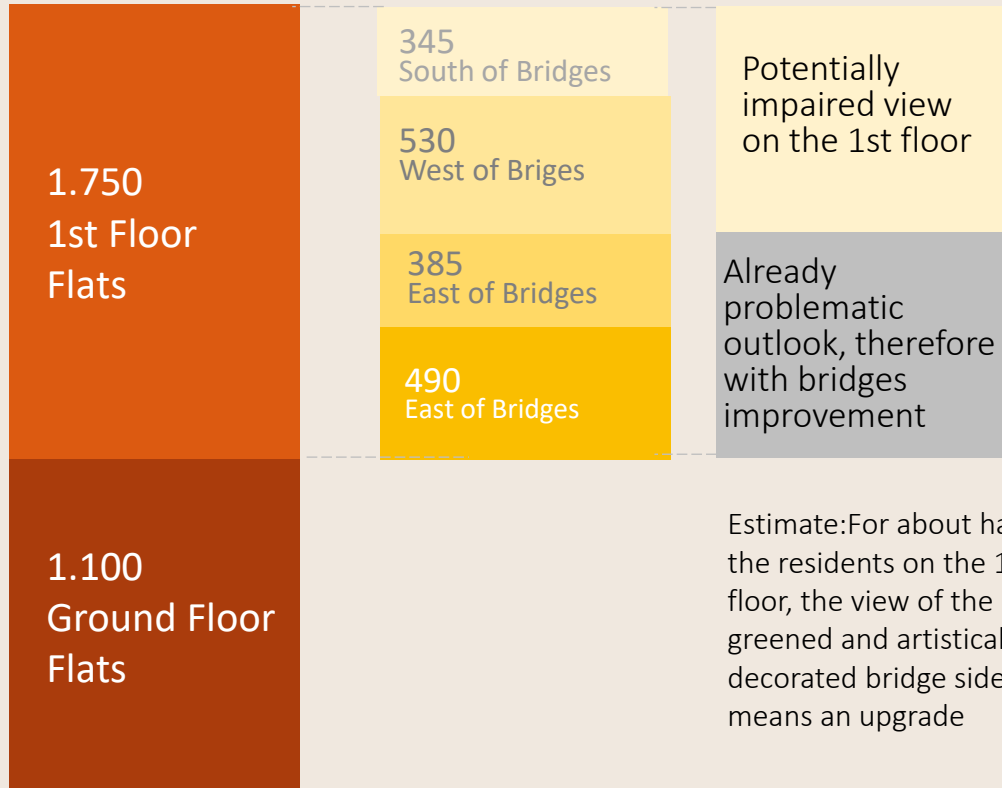 1.750
1st Floor
Flats
1.100
Ground Floor
Flats
345
South of Bridges
530
West of Briges
385
East of Bridges
490
East of Bridges
Potentially
impaired view
on the 1st floor
Already
problematic
outlook, therefore
with bridges
improvement
Estimate:For about
the residents on the
floor, the view of the
greened and
decorated bridge
means an upgrade